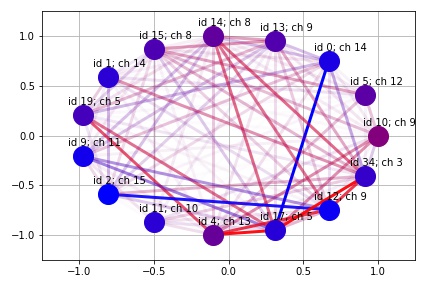 id 14; ch 8
id 15; ch 8
id 13; ch 9
id 0; ch 14
id 1; ch 14
id 5; ch 12
id 19; ch 5
id 10; ch 9
id 9; ch 11
id 34; ch 3
id 2; ch 15
id 12; ch 9
id 11; ch 10
id 4; ch 13
id 17; ch 5
1.0
0.5
0.0
−0.5
−1.0
−1.0
−0.5
0.0
0.5
1.0